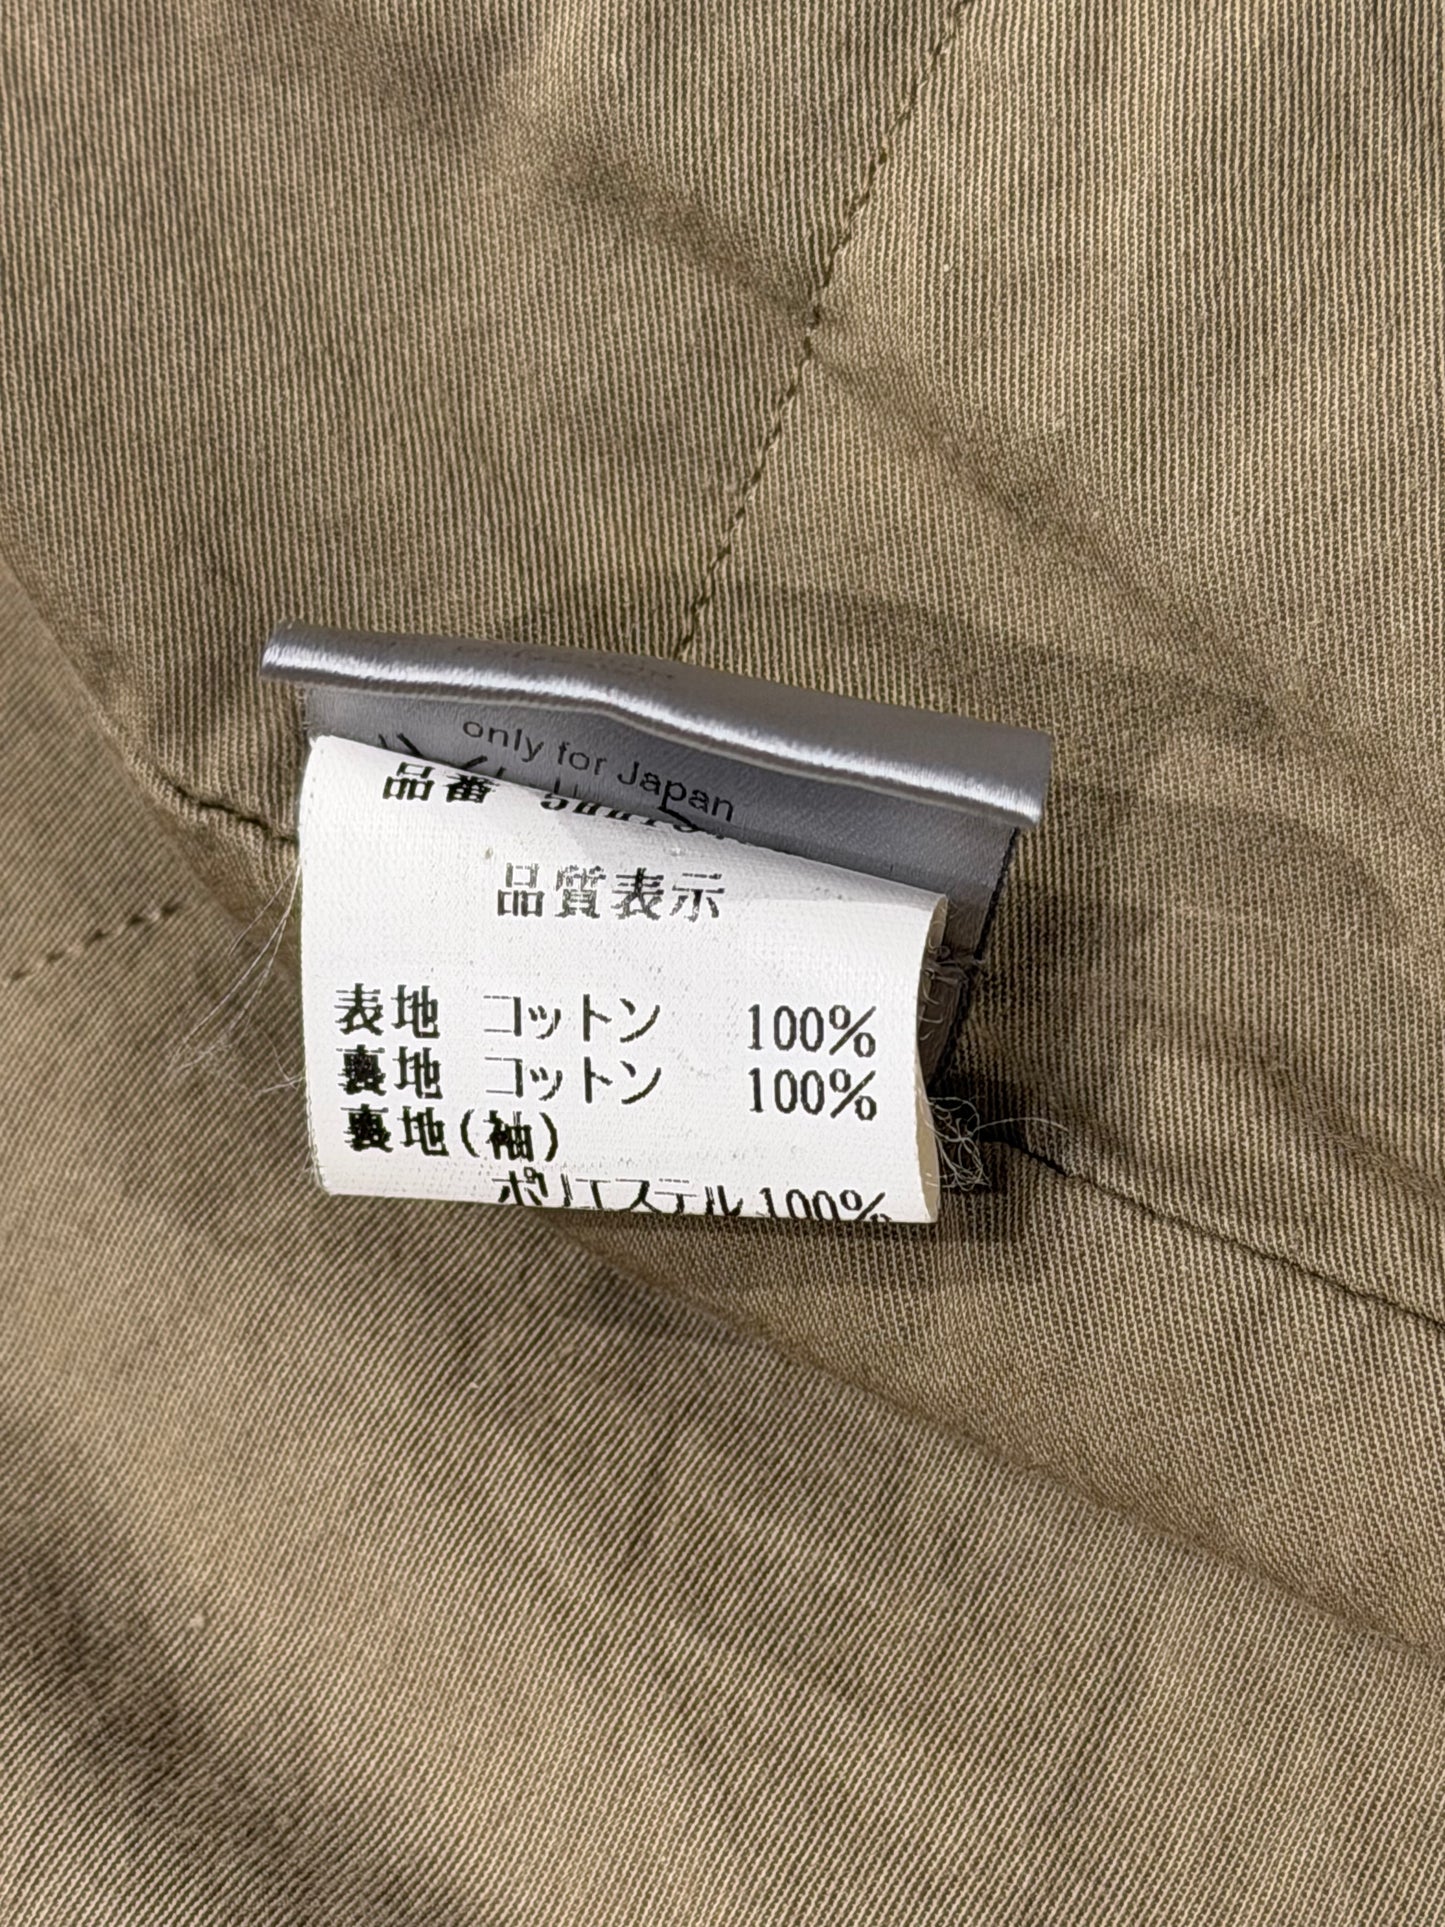 only for Japan
品番
品質表示
表地 コットン 100%
裏地 コットン 100%
裏地(袖)
ポリエステル100%